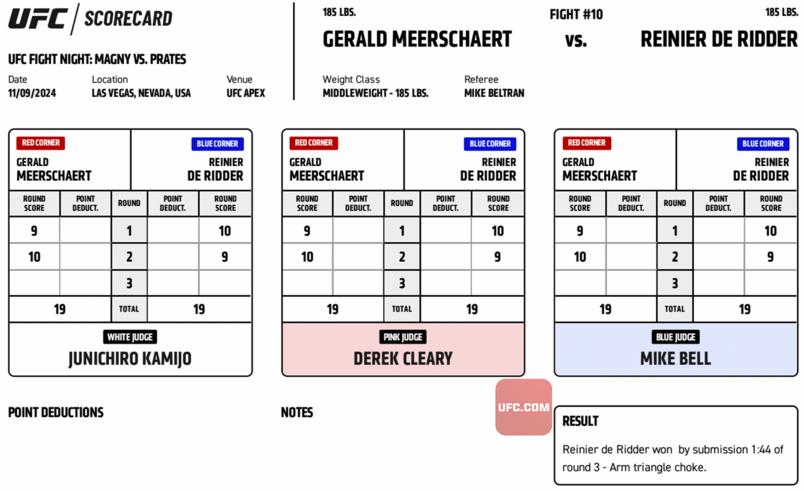 UFC / SCORECARD
UFC FIGHT NIGHT: MAGNY VS. PRATES
Date Location Venue
11/09/2024 LAS VEGAS, NEVADA, USA UFC APEX
185 LBS. FIGHT #10 185 LBS.
GERALD MEERSCHAERT VS. REINIER DE RIDDER
Weight Class Referee
MIDDLEWEIGHT - 185 LBS. MIKE BELTRAN
RED CORNER BLUE CORNER
GERALD REINIER
MEERSCHAERT DE RIDDER
ROUND SCORE POINT DEDUCT. ROUND POINT DEDUCT. ROUND SCORE
9 1 10
10 2 9
3
19 TOTAL 19
WHITE JUDGE
JUNICHIRO KAMIJO
RED CORNER BLUE CORNER
GERALD REINIER
MEERSCHAERT DE RIDDER
ROUND SCORE POINT DEDUCT. ROUND POINT DEDUCT. ROUND SCORE
9 1 10
10 2 9
3
19 TOTAL 19
PINK JUDGE
DEREK CLEARY
RED CORNER BLUE CORNER
GERALD REINIER
MEERSCHAERT DE RIDDER
ROUND SCORE POINT DEDUCT. ROUND POINT DEDUCT. ROUND SCORE
9 1 10
10 2 9
3
19 TOTAL 19
BLUE JUDGE
MIKE BELL
POINT DEDUCTIONS
NOTES
UFC.COM
RESULT
Reinier de Ridder won by submission 1:44 of
round 3 - Arm triangle choke.